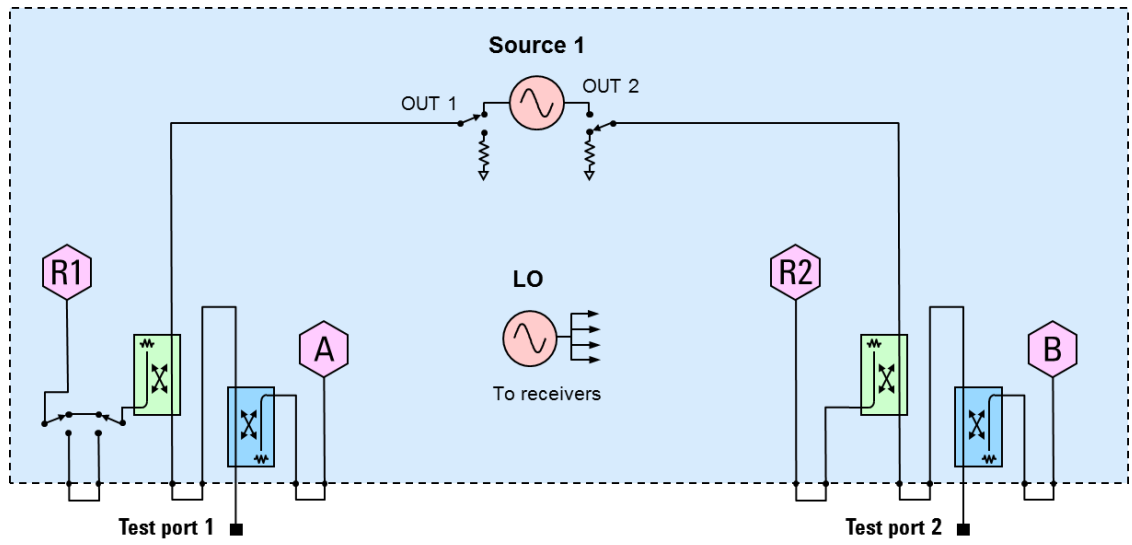 Source 1
OUT 1
OUT 2
R1
R2
LO
A
B
To receivers
Test port 1
Test port 2